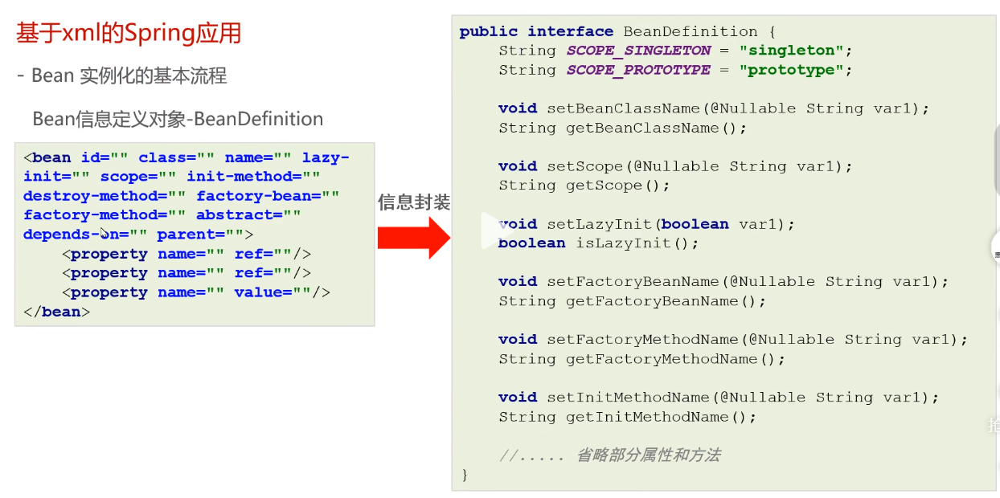 基于xml的Spring应用
- Bean 实例化的基本流程
Bean信息定义对象-BeanDefinition
<bean id="" class="" name="" lazy-
init="" scope="" init-method=""
destroy-method="" factory-bean=""
factory-method="" abstract=""
depends-on="" parent="">
<property name="" ref=""/>
<property name="" ref=""/>
<property name="" value=""/>
</bean>
信息封装
public interface BeanDefinition {
String SCOPE_SINGLETON = "singleton";
String SCOPE_PROTOTYPE = "prototype";
void setBeanClassName(@Nullable String var1);
String getBeanClassName();
void setScope(@Nullable String var1);
String getScope();
void setLazyInit(boolean var1);
boolean isLazyInit();
void setFactoryBeanName(@Nullable String var1);
String getFactoryBeanName();
void setFactoryMethodName(@Nullable String var1);
String getFactoryMethodName();
void setInitMethodName(@Nullable String var1);
String getInitMethodName();
//..... 省略部分属性和方法
}